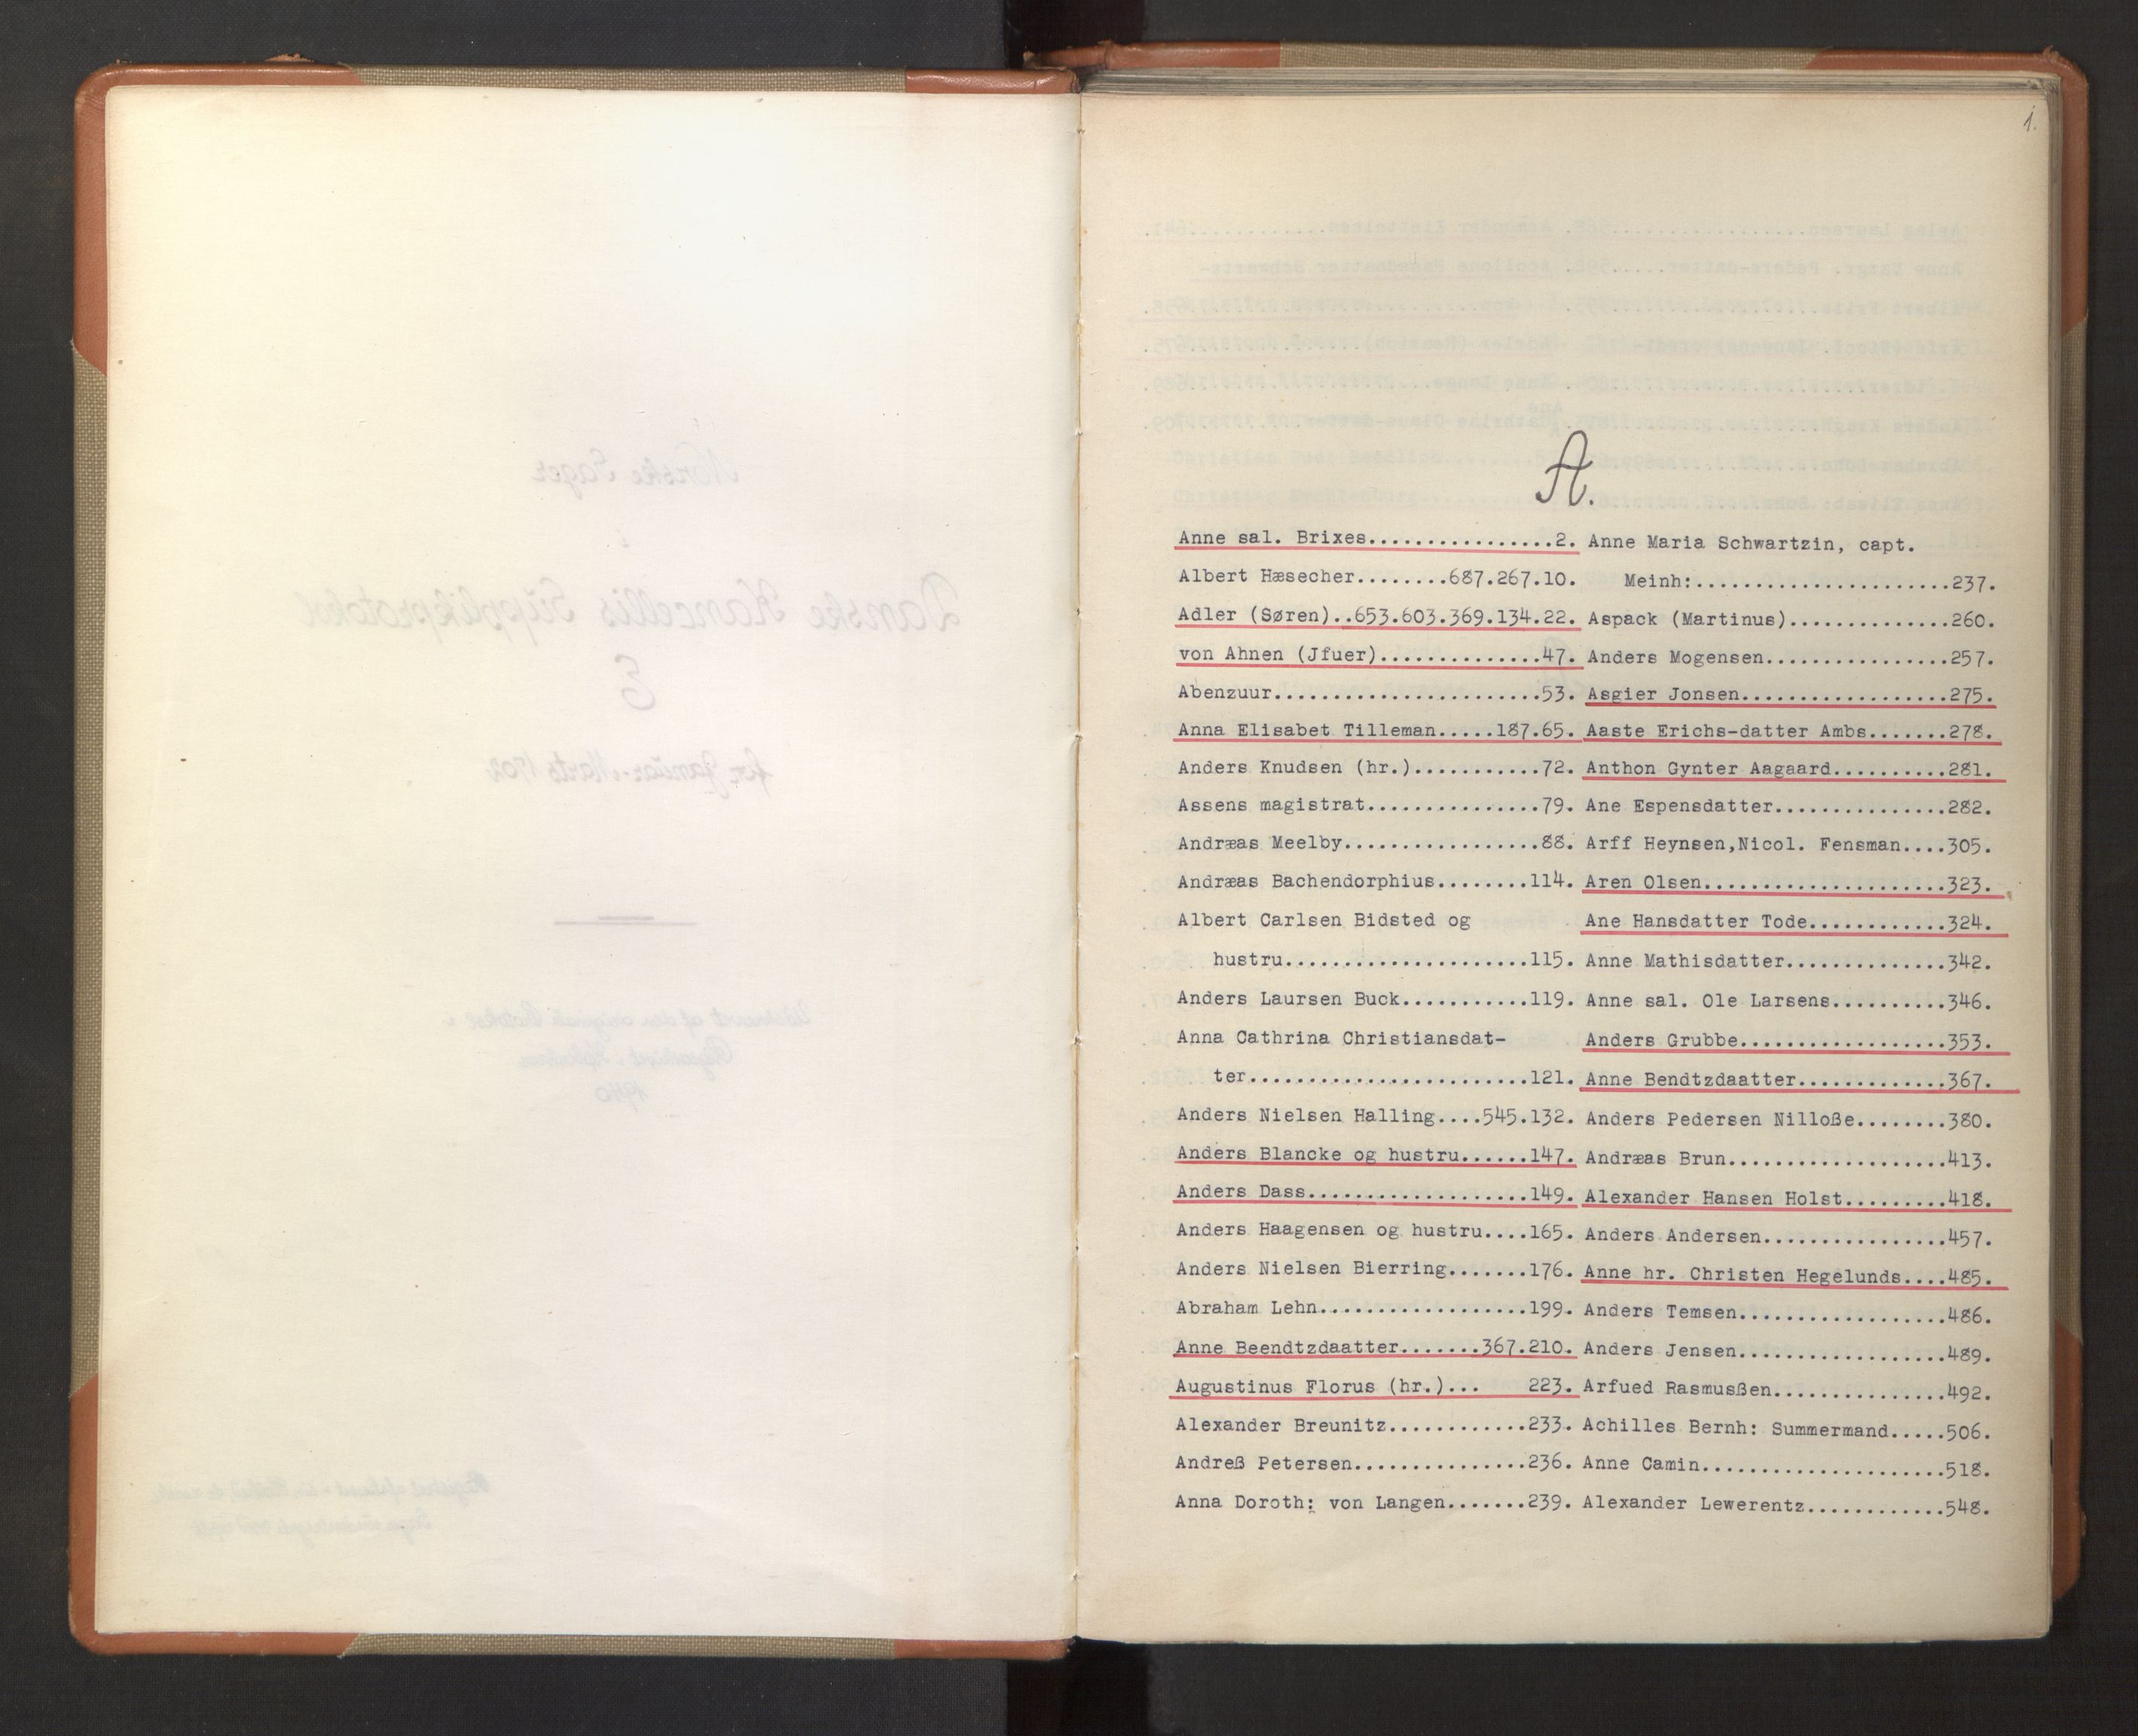 1.
A.
Anne sal. Brixes................2.
Albert Hæsecher........687.267.10.
Adler (Søren)..653.603.369.134.22.
von Ahnen (Jfuer)..............47.
Abenzuur.......................53.
Anna Elisabet Tilleman.....187.65.
Anders Knudsen (hr.)...........72.
Assens magistrat...............79.
Andræas Meelby.................88.
Andræas Bachendorphius........114.
Albert Carlsen Bidsted og
hustru.....................115.
Anders Laursen Buck...........119.
Anna Cathrina Christiansdat-
ter........................121.
Anders Nielsen Halling....545.132.
Anders Blancke og hustru......147.
Anders Dass...................149.
Anders Haagensen og hustru....165.
Anders Nielsen Bierring.......176.
Abraham Lehn..................199.
Anne Beendtzdaatter.......367.210.
Augustinus Florus (hr.)... 223.
Alexander Breunitz............233.
Andreß Petersen...............236.
Anna Doroth: von Langen.......239.
Anne Maria Schwartzin, capt.
Meinh:......................237.
Aspack (Martinus)..............260.
Anders Mogensen................257.
Asgier Jonsen..................275.
Aaste Erichs-datter Ambs.......278.
Anthon Gynter Aagaard..........281.
Ane Espensdatter...............282.
Arff Heynsen,Nicol. Fensman....305.
Aren Olsen.....................323.
Ane Hansdatter Tode............324.
Anne Mathisdatter..............342.
Anne sal. Ole Larsens..........346.
Anders Grubbe..................353.
Anne Bendtzdaatter.............367.
Anders Pedersen Nilloße........380.
Andræas Brun...................413.
Alexander Hansen Holst.........418.
Anders Andersen................457.
Anne hr. Christen Hegelunds....485.
Anders Temsen..................486.
Anders Jensen..................489.
Arfued Rasmußen...............492.
Achilles Bernh: Summermand.....506.
Anne Camin.....................518.
Alexander Lewerentz............548.